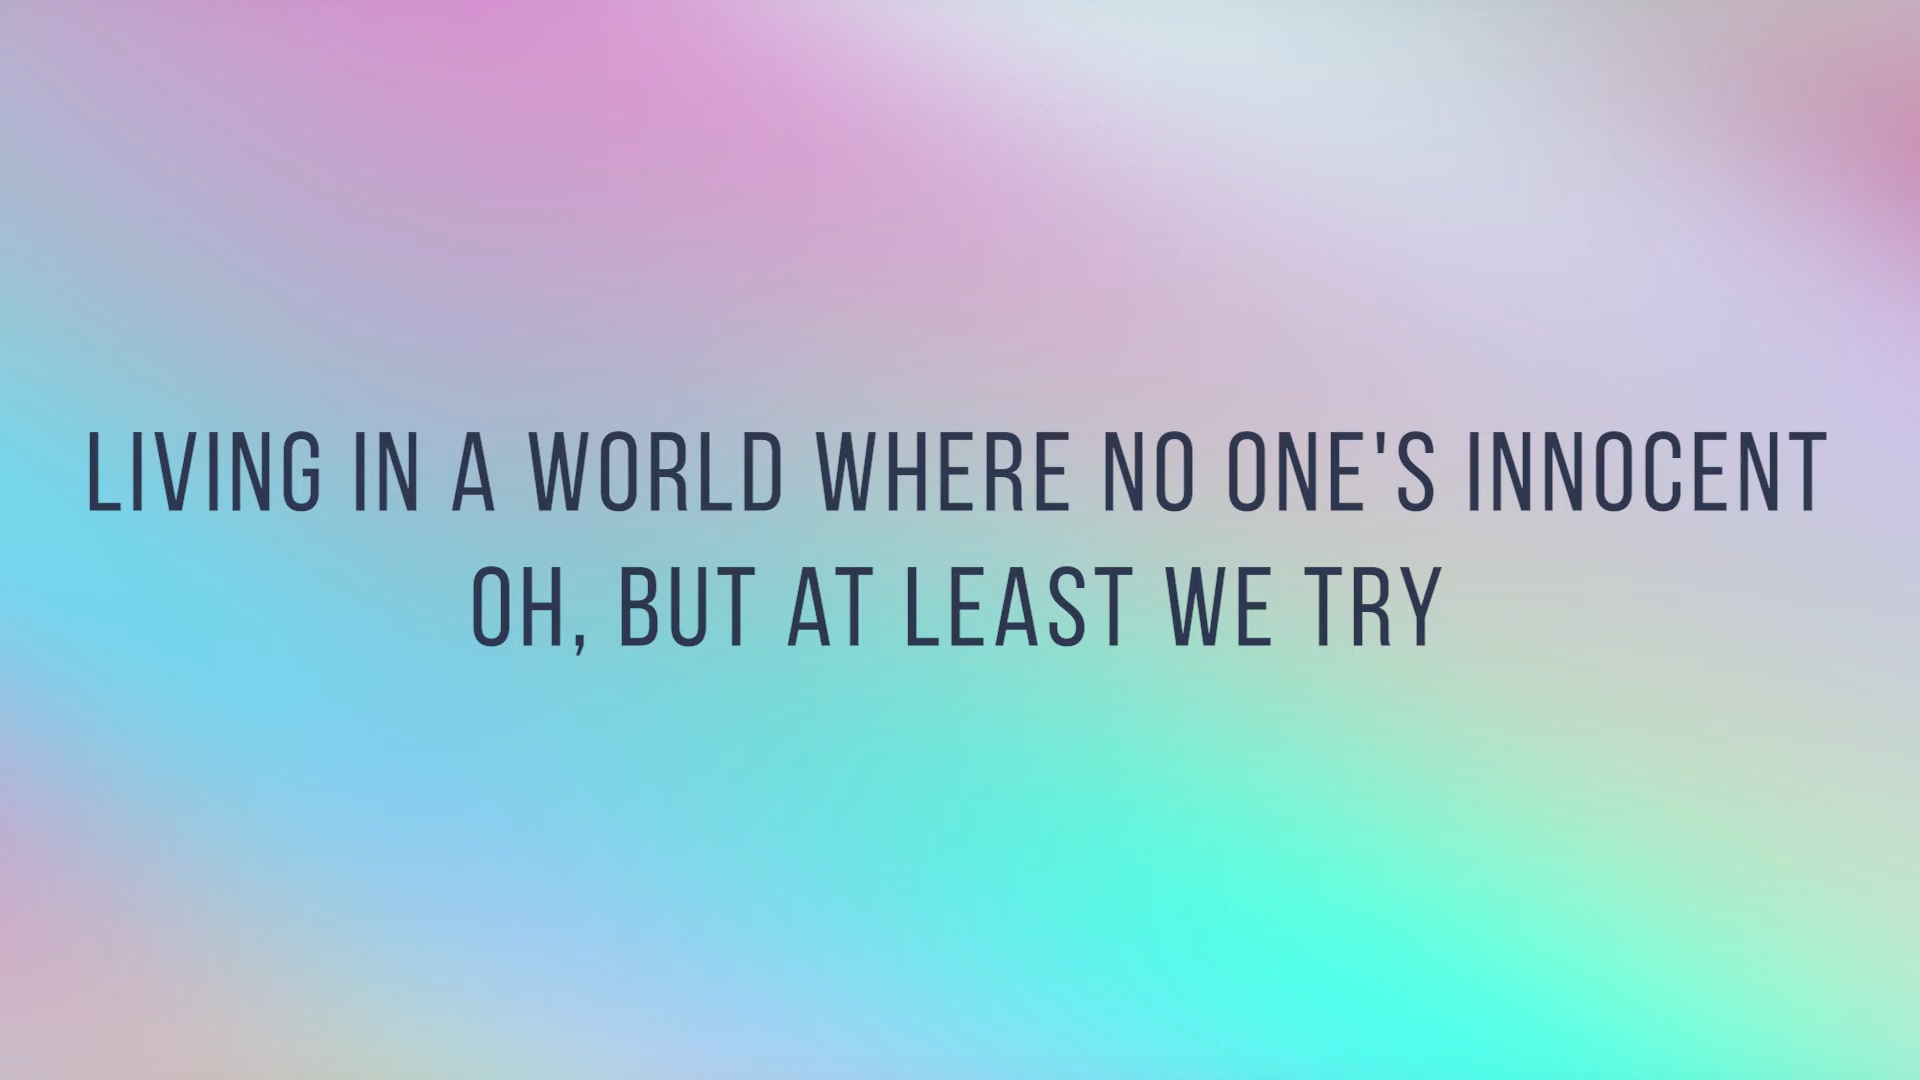 LIVING IN A WORLD WHERE NO ONE'S INNOCENT
OH, BUT AT LEAST WE TRY